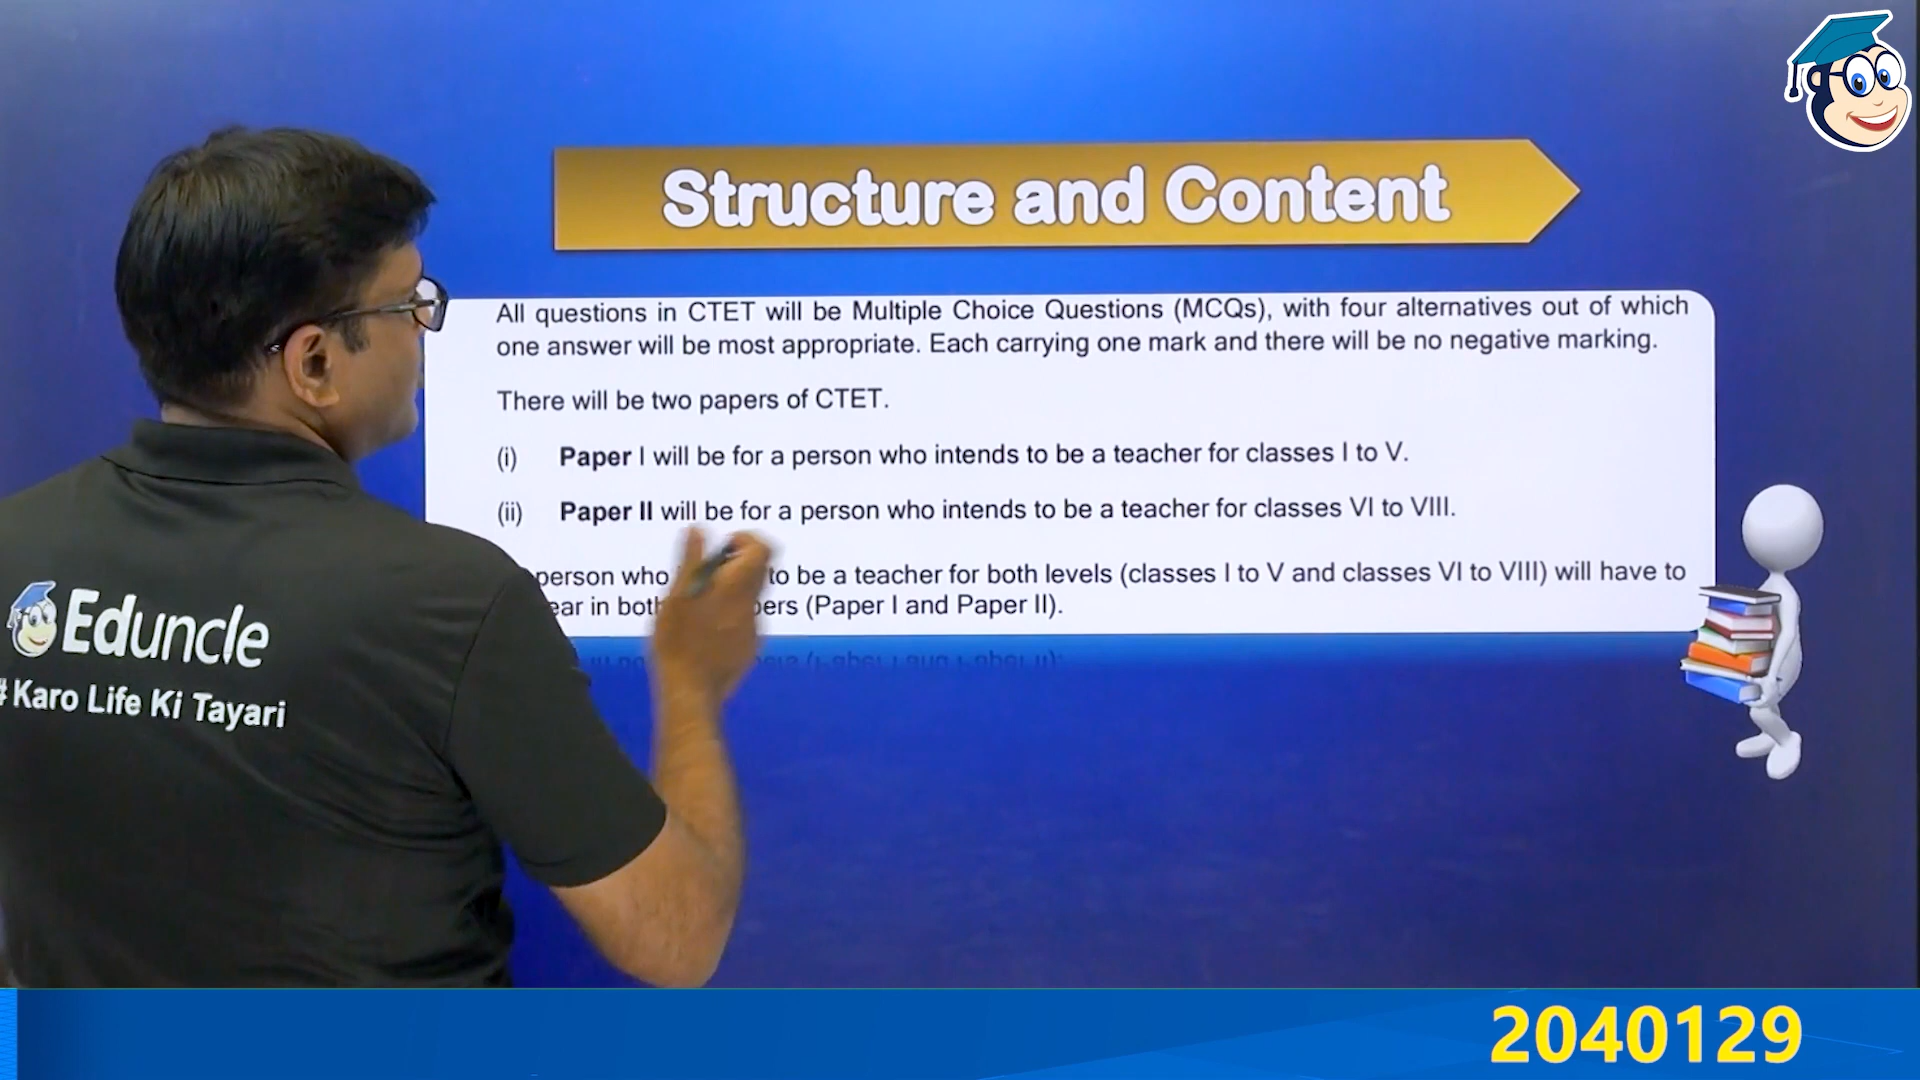 Structure and Content
All questions in CTET will be Multiple Choice Questions (MCQs), with four alternatives out of which
one answer will be most appropriate. Each carrying one mark and there will be no negative marking.
There will be two papers of CTET.
(i) Paper I will be for a person who intends to be a teacher for classes I to V.
(ii) Paper II will be for a person who intends to be a teacher for classes VI to VIII.
person who to be a teacher for both levels (classes I to V and classes VI to VIII) will have to
in (Paper I and Paper II).
Eduncle
# Karo Life Ki Tayari
2040129